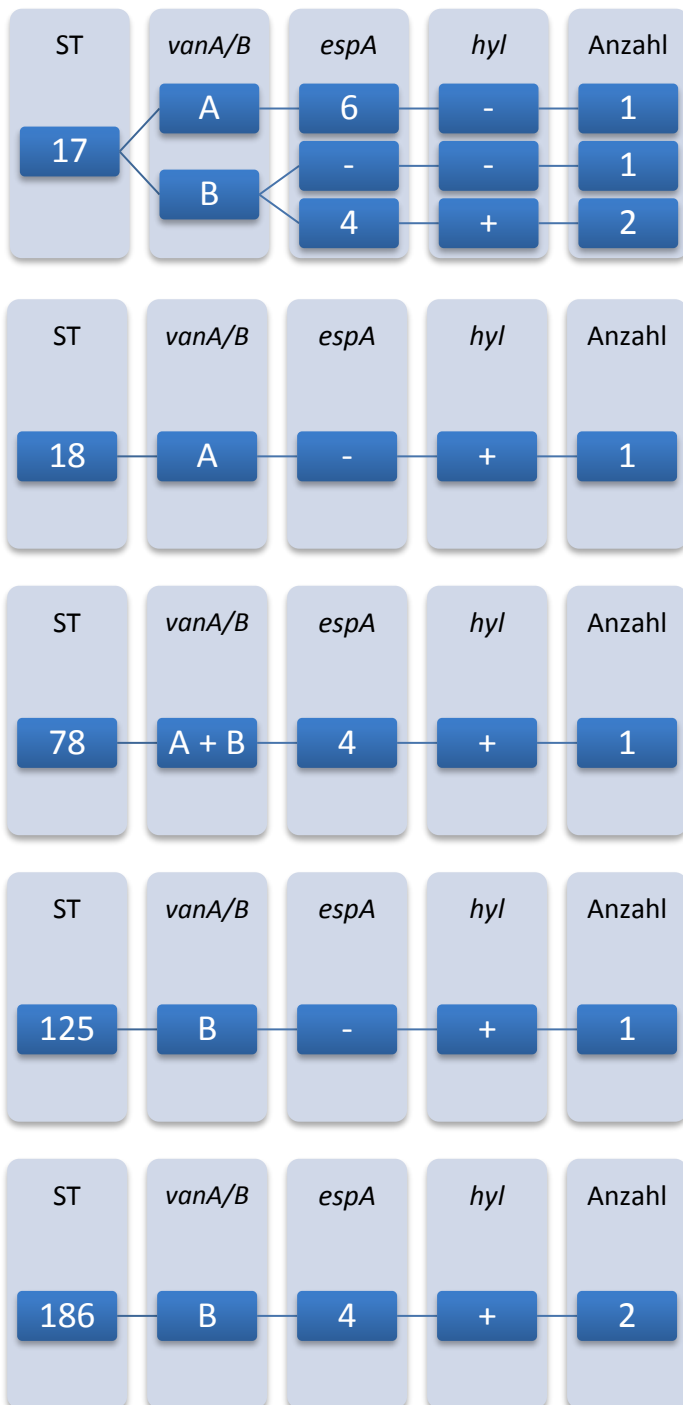 ST vanA/B espA hyl Anzahl
A 6 - 1
17
- - 1
B
4 + 2
ST vanA/B espA hyl Anzahl
18 A - + 1
ST vanA/B espA hyl Anzahl
78 A + B 4 + 1
ST vanA/B espA hyl Anzahl
125 B - + 1
ST vanA/B espA hyl Anzahl
186 B 4 + 2